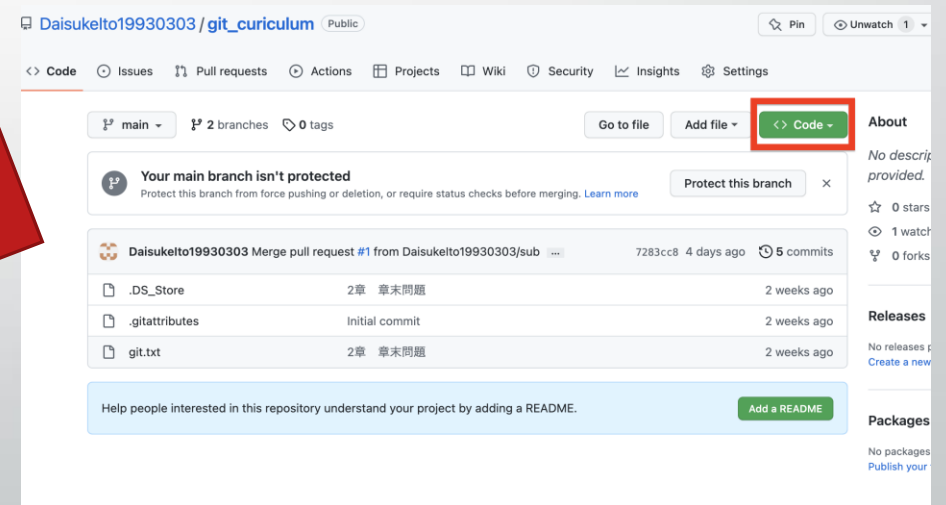 DaisukeIto19930303 / git_curiculum Public
Pin
Unwatch 1
Code Issues Pull requests Actions Projects Wiki Security Insights Settings
main 2 branches 0 tags
Go to file Add file Code
About
No descrip
provided.
Your main branch isn't protected
Protect this branch from force pushing or deletion, or require status checks before merging. Learn more
Protect this branch ×
0 stars
1 watch
0 forks
DaisukeIto19930303 Merge pull request #1 from DaisukeIto19930303/sub ... 7283cc8 4 days ago 5 commits
.DS_Store 2章 章末問題 2 weeks ago
.gitattributes Initial commit 2 weeks ago
git.txt 2章 章末問題 2 weeks ago
Releases
No releases p
Create a new
Help people interested in this repository understand your project by adding a README.
Add a README
Packages
No packages
Publish your